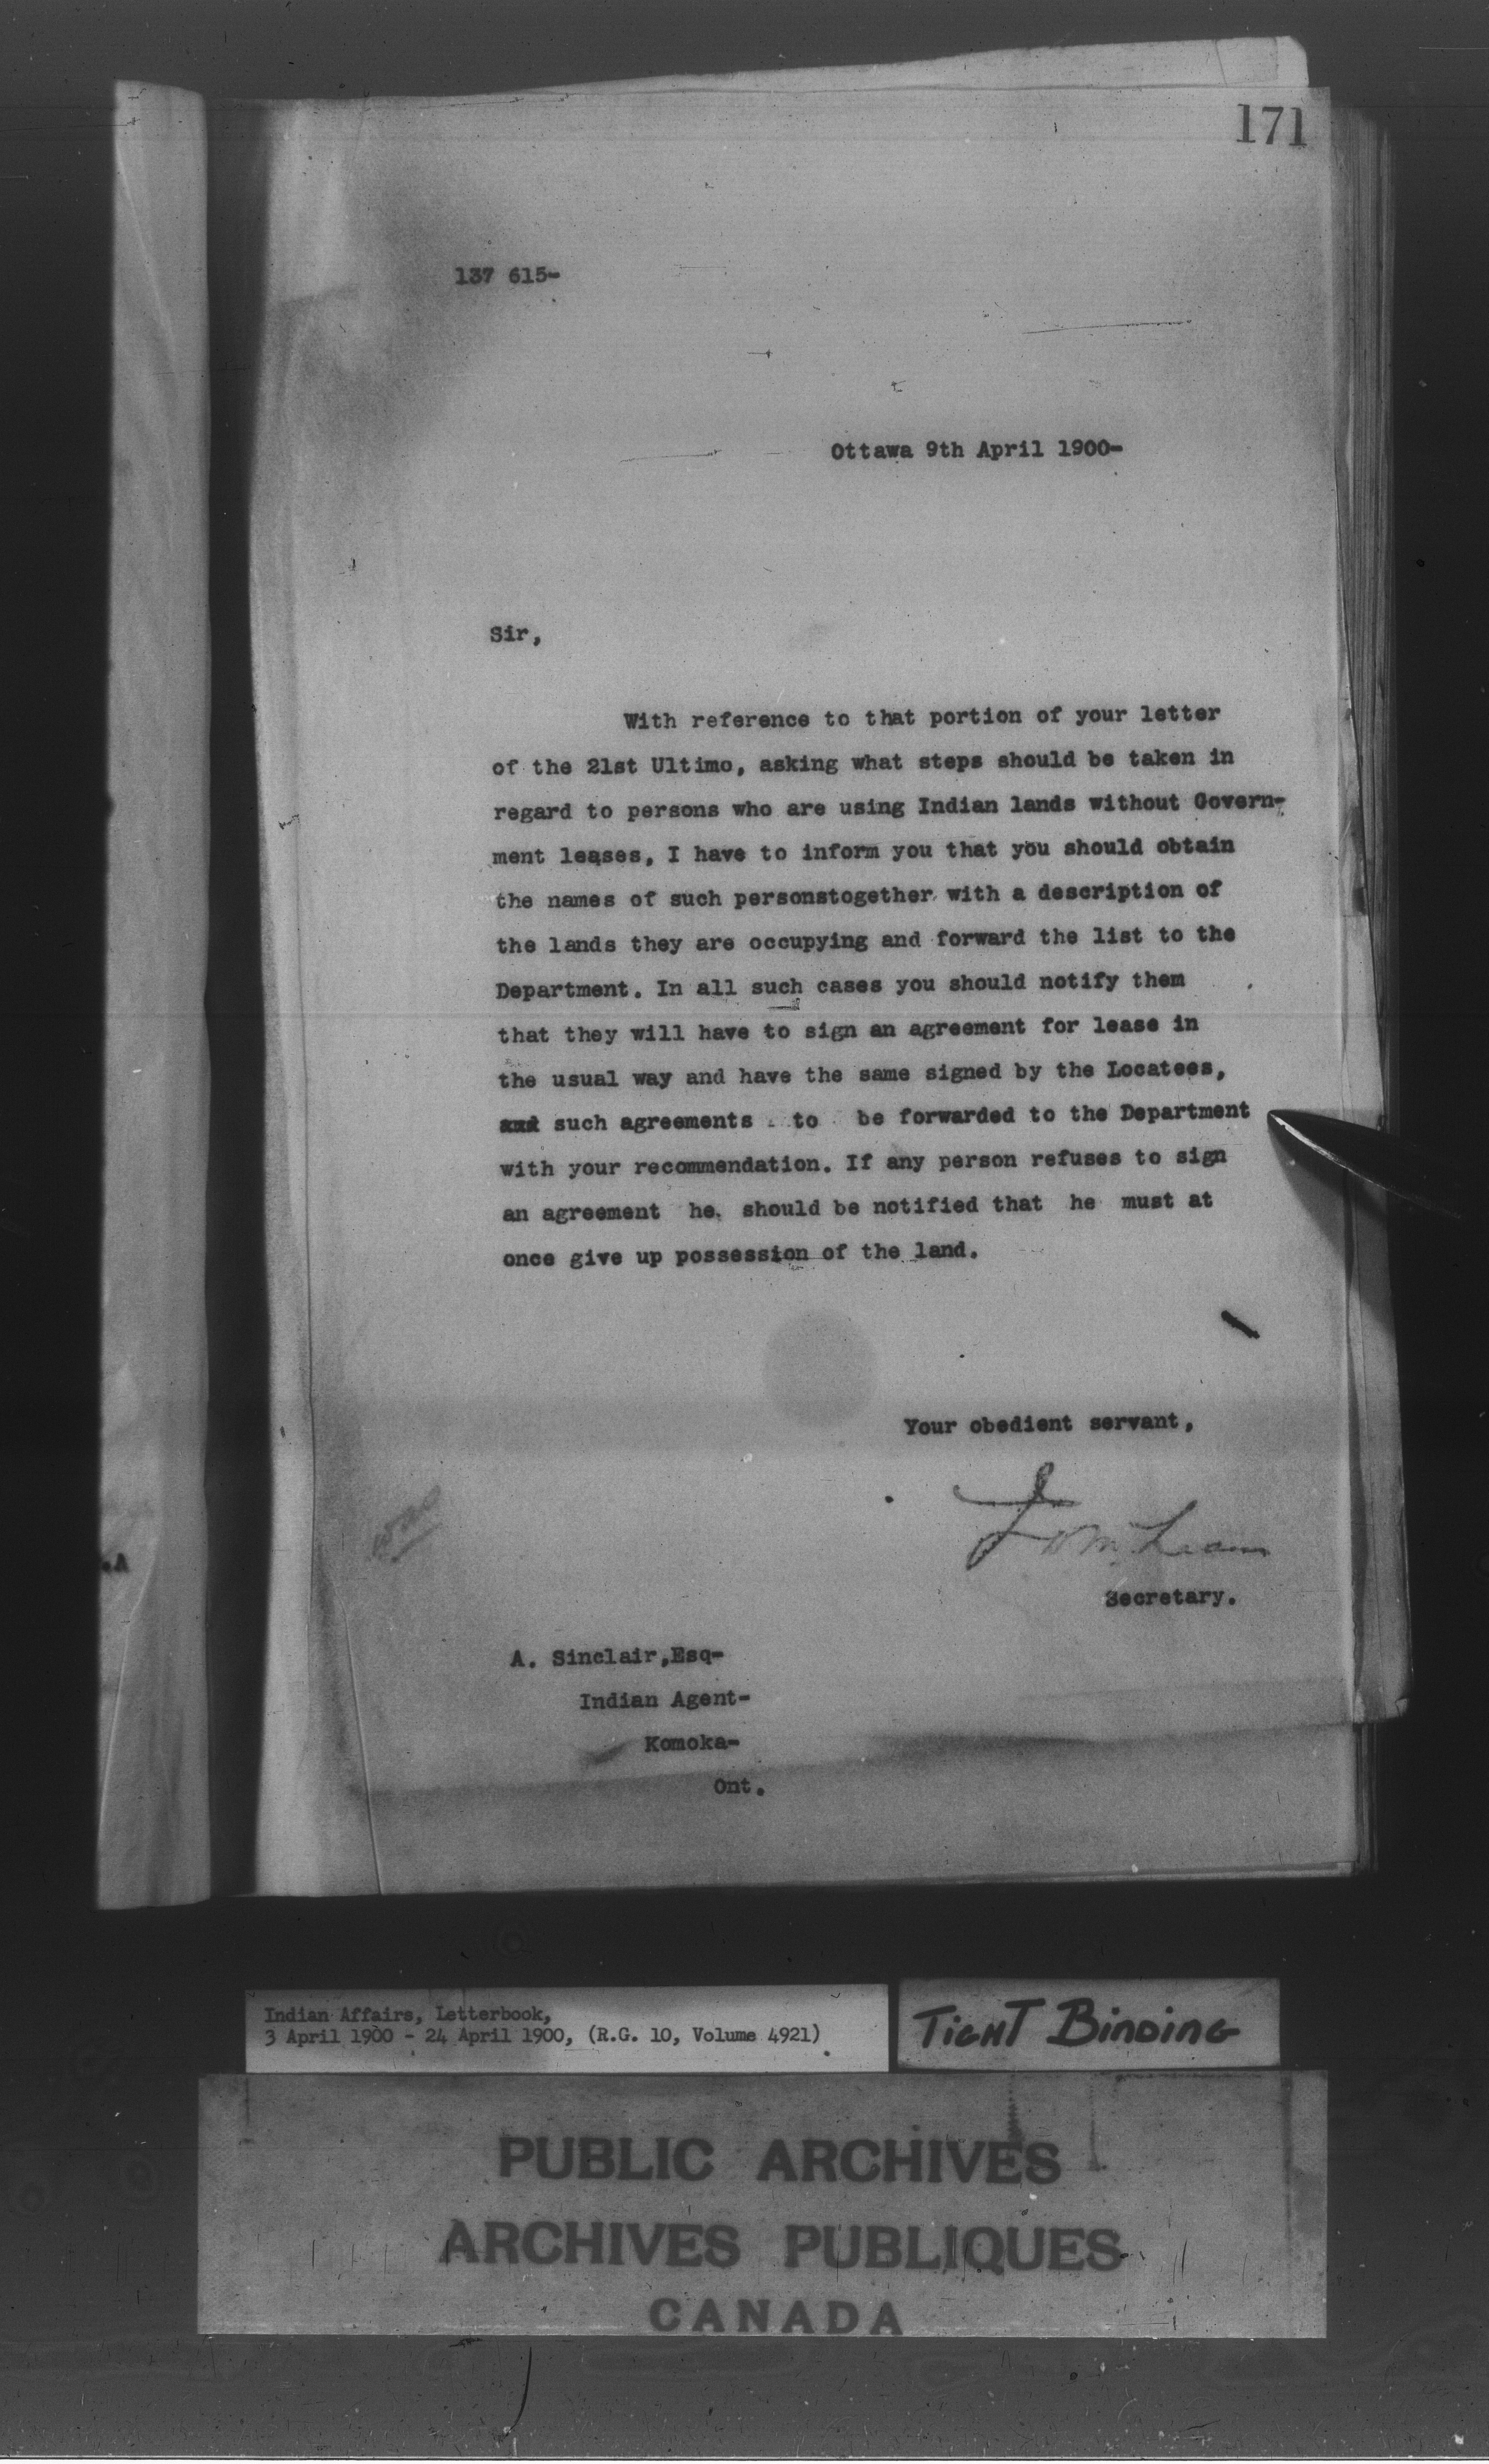 171
137 615-
Ottawa 9th April 1900-
Sir,
With reference to that portion of your letter
of the 21st Ultimo, asking what steps should be taken in
regard to persons who are using Indian lands without Govern-
ment leases, I have to inform you that you should obtain
the names of such personstogether with a description of
the lands they are occupying and forward the list to the
Department. In all such cases you should notify them
that they will have to sign an agreement for lease in
the usual way and have the same signed by the Locatees,
such agreements to be forwarded to the Department
with your recommendation. If any person refuses to sign
an agreement he should be notified that he must at
once give up possession of the land.
Your obedient servant,
J D McLean
Secretary.
.A
A. Sinclair,Esq-
Indian Agent-
Komoka-
Ont.
Indian Affairs, Letterbook,
3 April 1900 - 24 April 1900, (R.G. 10, Volume 4921)
TIGHT BINDING
PUBLIC ARCHIVES
ARCHIVES PUBLIQUES
CANADA